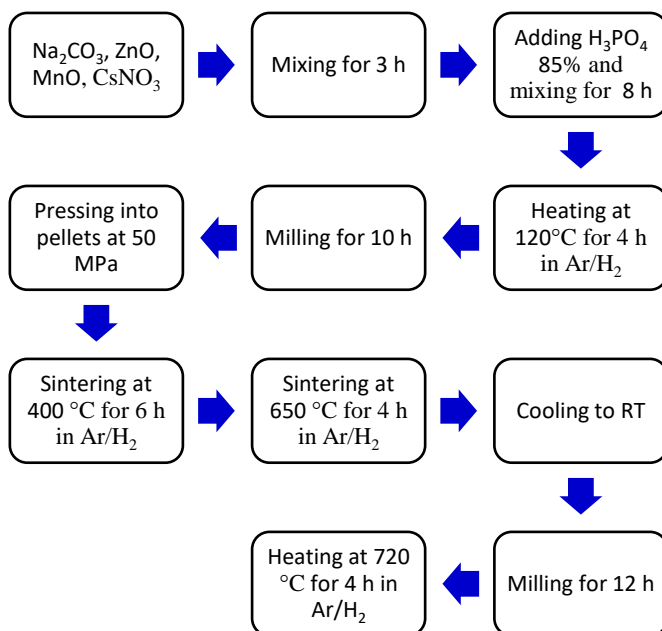 Na₂CO₃, ZnO,
MnO, CsNO₃
Mixing for 3 h
Adding H₃PO₄
85% and
mixing for 8 h
Heating at
120°C for 4 h
in Ar/H₂
Milling for 10 h
Pressing into
pellets at 50
MPa
Sintering at
400 °C for 6 h
in Ar/H₂
Sintering at
650 °C for 4 h
in Ar/H₂
Cooling to RT
Milling for 12 h
Heating at 720
°C for 4 h in
Ar/H₂